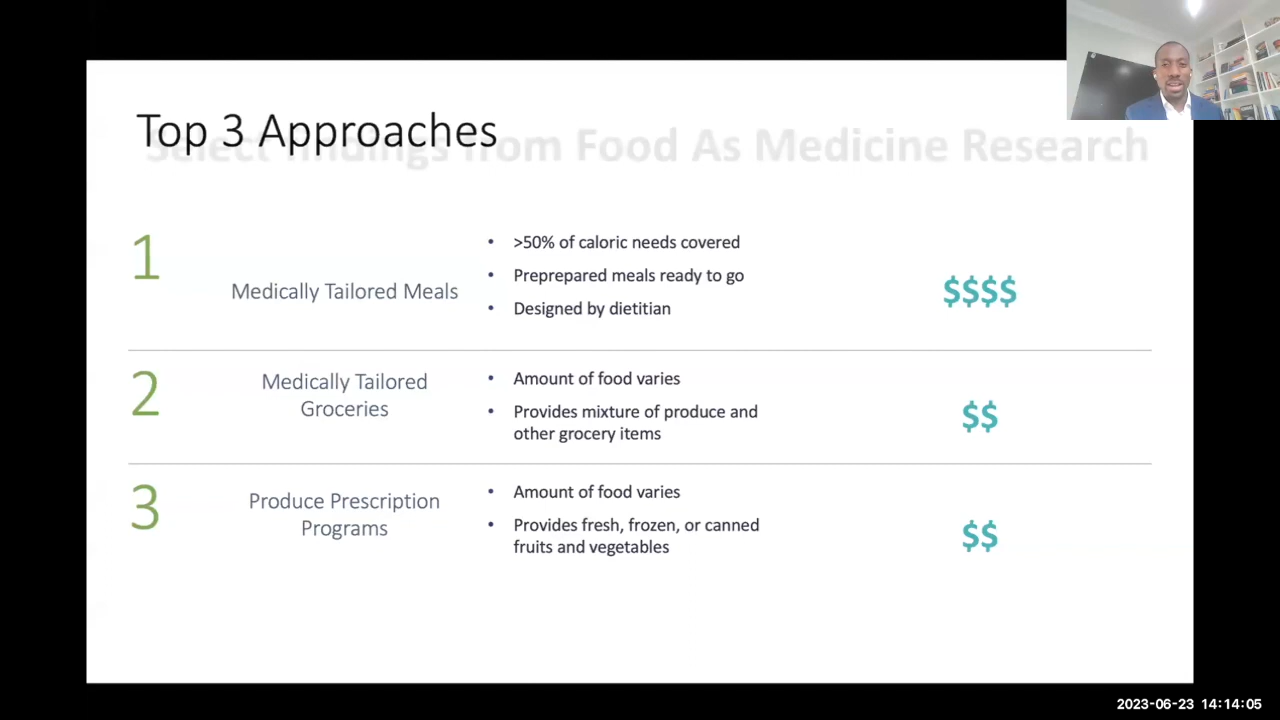 Top 3 Approaches
Select findings from Food As Medicine Research
1
Medically Tailored Meals
• >50% of caloric needs covered
• Preprepared meals ready to go
• Designed by dietitian
$$$$
2
Medically Tailored
Groceries
• Amount of food varies
• Provides mixture of produce and
other grocery items
$$
3
Produce Prescription
Programs
• Amount of food varies
• Provides fresh, frozen, or canned
fruits and vegetables
$$
2023-06-23 14:14:05